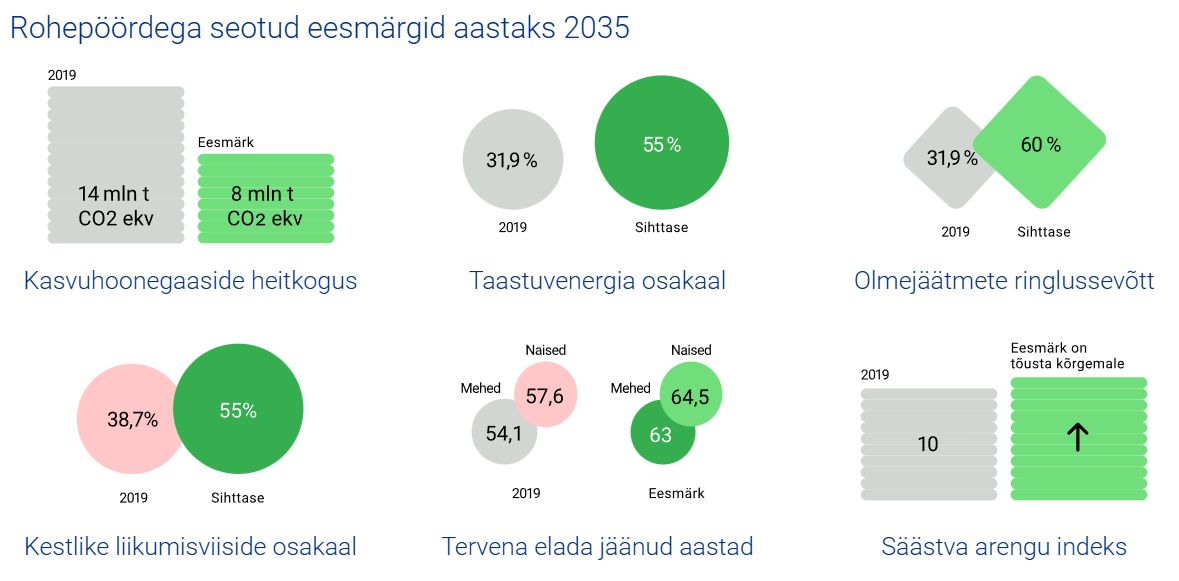 Rohepöördega seotud eesmärgid aastaks 2035
2019
Eesmärk
14 mln t
CO2 ekv
8 mln t
CO2 ekv
Kasvuhoonegaaside heitkogus
31,9 %
55 %
2019
Sihttase
Taastuvenergia osakaal
31,9 %
60 %
2019
Sihttase
Olmejäätmete ringlussevõtt
38,7%
55%
2019
Sihttase
Kestlike liikumisviiside osakaal
Naised
Mehed
57,6
54,1
2019
Naised
Mehed
64,5
63
Eesmärk
Tervena elada jäänud aastad
2019
10
Eesmärk on
tõusta kõrgemale
Säästva arengu indeks